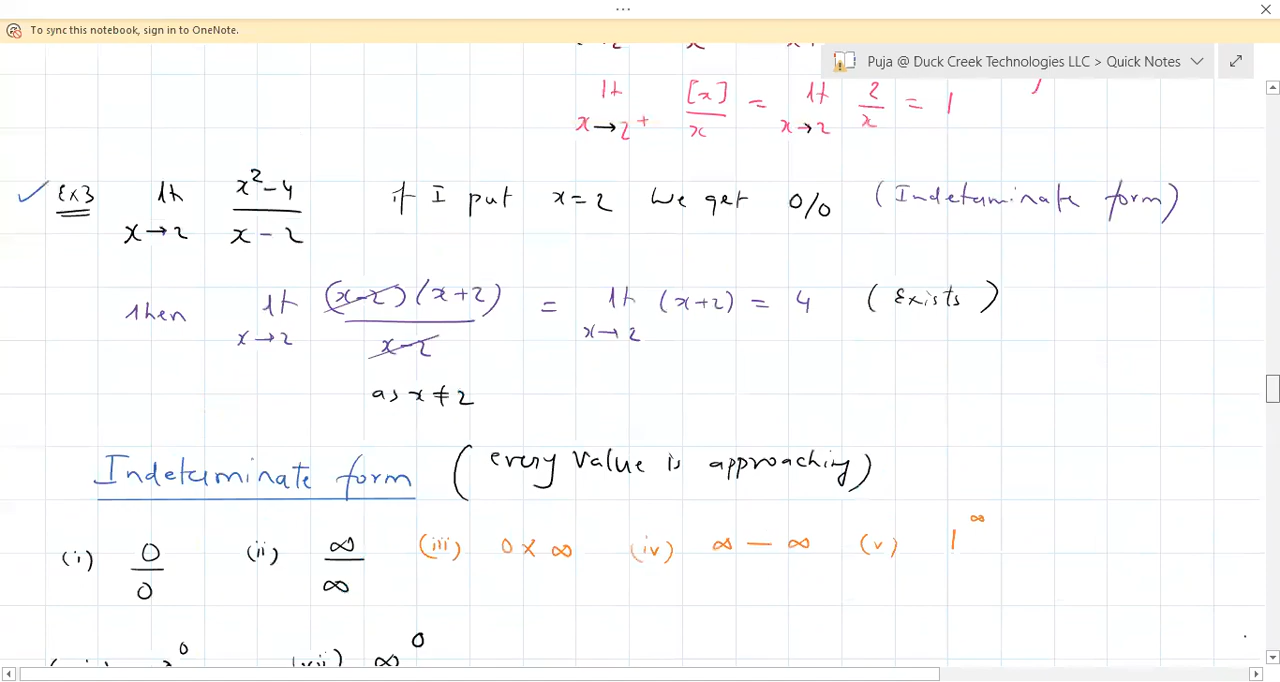 To sync this notebook, sign in to OneNote.
Puja @ Duck Creek Technologies LLC > Quick Notes
lt x→2+ [x]/x = lt x→2 2/x = 1
Ex3 lt x→2 x²-4 / x-2 if I put x=2 we get 0/0 (Indeterminate form)
then lt x→2 (x-2)(x+2) / x-2 = lt x→2 (x+2) = 4 (Exists)
as x≠2
Indeterminate form (every value is approaching)
(i) 0/0 (ii) ∞/∞ (iii) 0×∞ (iv) ∞ — ∞ (v) 1^∞
(vii) ∞^0